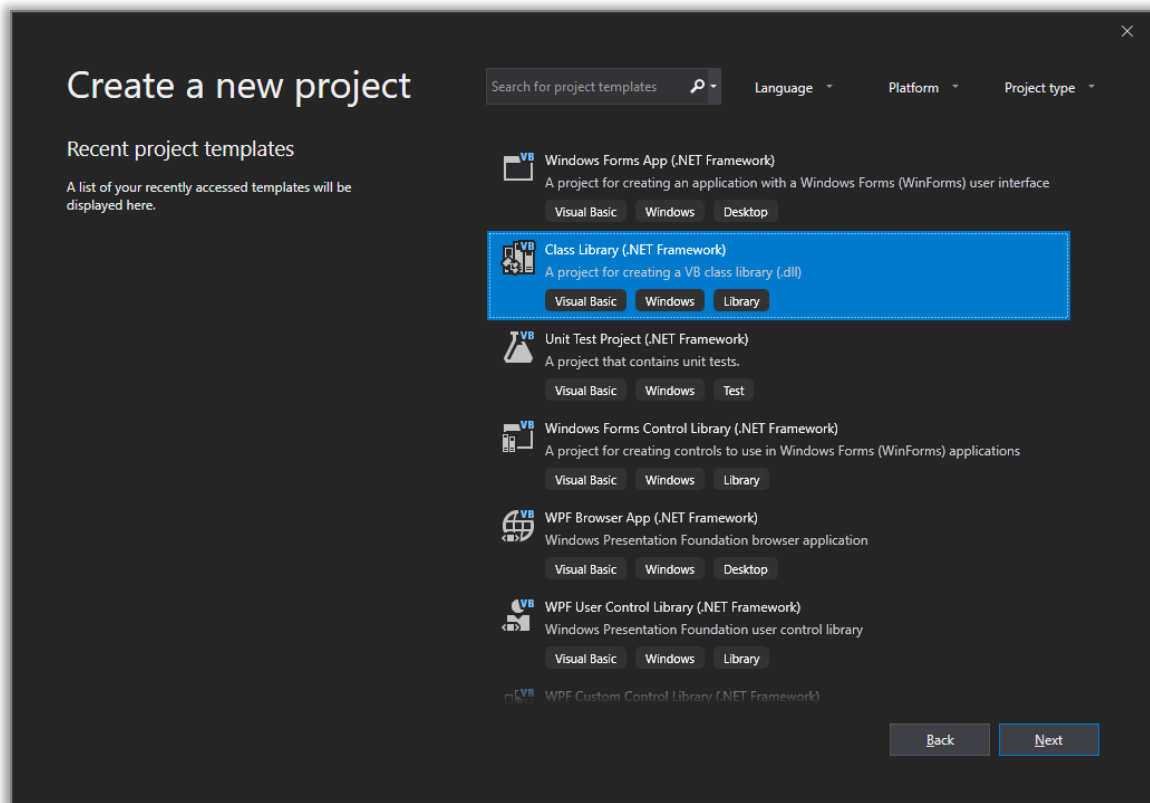 Create a new project
Search for project templates
Language
Platform
Project type
Recent project templates
A list of your recently accessed templates will be
displayed here.
VB
Windows Forms App (.NET Framework)
A project for creating an application with a Windows Forms (WinForms) user interface
Visual Basic Windows Desktop
VB
Class Library (.NET Framework)
A project for creating a VB class library (.dll)
Visual Basic Windows Library
VB
Unit Test Project (.NET Framework)
A project that contains unit tests.
Visual Basic Windows Test
VB
Windows Forms Control Library (.NET Framework)
A project for creating controls to use in Windows Forms (WinForms) applications
Visual Basic Windows Library
VB
WPF Browser App (.NET Framework)
Windows Presentation Foundation browser application
Visual Basic Windows Desktop
VB
WPF User Control Library (.NET Framework)
Windows Presentation Foundation user control library
Visual Basic Windows Library
VB
WPF Custom Control Library (.NET Framework)
Back
Next